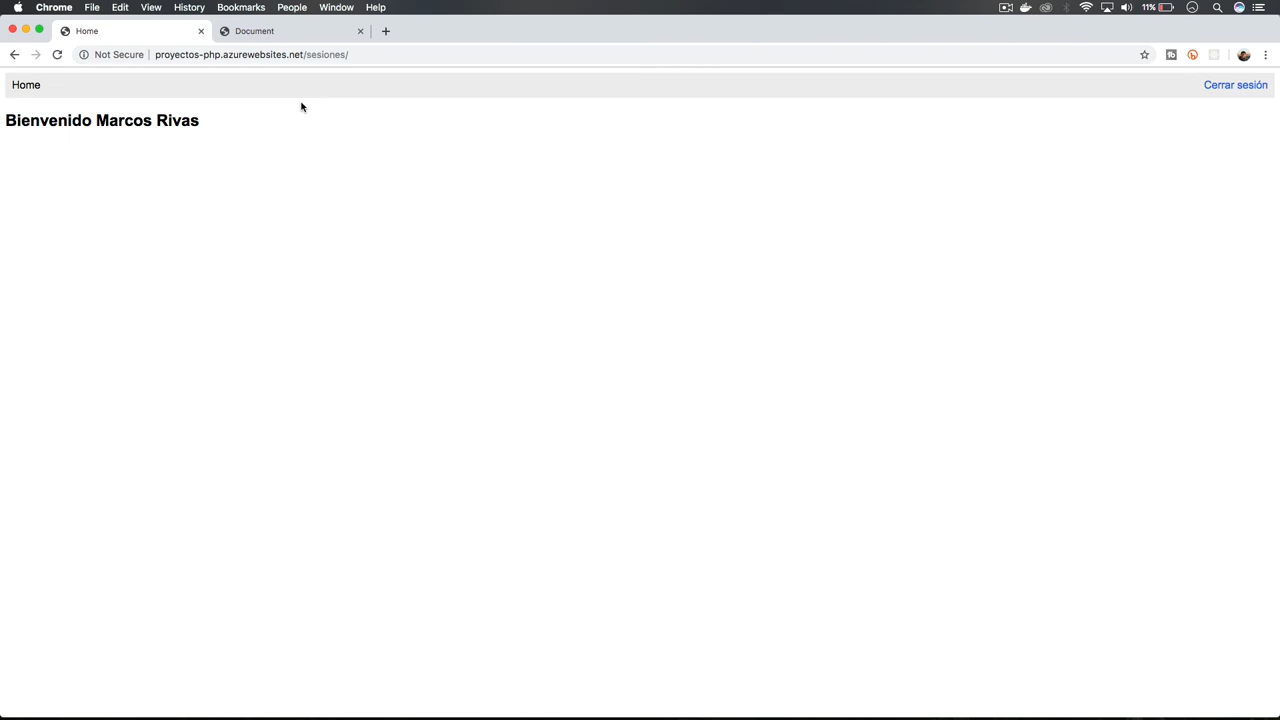 Chrome File Edit View History Bookmarks People Window Help 11%
Home Document
Not Secure proyectos-php.azurewebsites.net/sesiones/
Home Cerrar sesión
Bienvenido Marcos Rivas